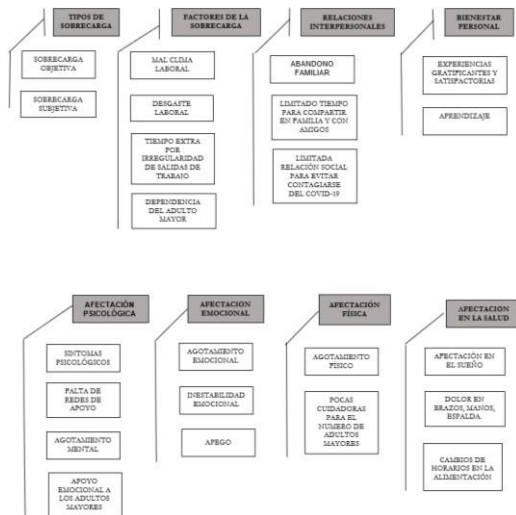 TIPOS DE
SOBRECARGA
SOBRECARGA
OBJETIVA
SOBRECARGA
SUBJETIVA
FACTORES DE LA
SOBRECARGA
MAL CLIMA
LABORAL
DESGASTE
LABORAL
TIEMPO EXTRA
POR
IRREGULARIDAD
DE SALIDAS DE
TRABAJO
DEPENDENCIA
DEL ADULTO
MAYOR
RELACIONES
INTERPERSONALES
ABANDONO
FAMILIAR
LIMITADO TIEMPO
PARA COMPARTIR
EN FAMILIA Y CON
AMIGOS
LIMITADA
RELACIÓN SOCIAL
PARA EVITAR
CONTAGIARSE
DEL COVID-19
BIENESTAR
PERSONAL
EXPERIENCIAS
GRATIFICANTES Y
SATISFACTORIAS
APRENDIZAJE
AFECTACIÓN
PSICOLÓGICA
SÍNTOMAS
PSICOLÓGICOS
FALTA DE
REDES DE
APOYO
AGOTAMIENTO
MENTAL
APOYO
EMOCIONAL A
LOS ADULTOS
MAYORES
AFECTACION
EMOCIONAL
AGOTAMIENTO
EMOCIONAL
INESTABILIDAD
EMOCIONAL
APEGO
AFECTACIÓN
FÍSICA
AGOTAMIENTO
FÍSICO
POCAS
CUIDADORAS
PARA EL
NUMERO DE
ADULTOS
MAYORES
AFECTACION
EN LA SALUD
AFECTACIÓN EN
EL SUEÑO
DOLOR EN
BRAZOS, MANOS,
ESPALDA.
CAMBIOS DE
HORARIOS EN LA
ALIMENTACIÓN